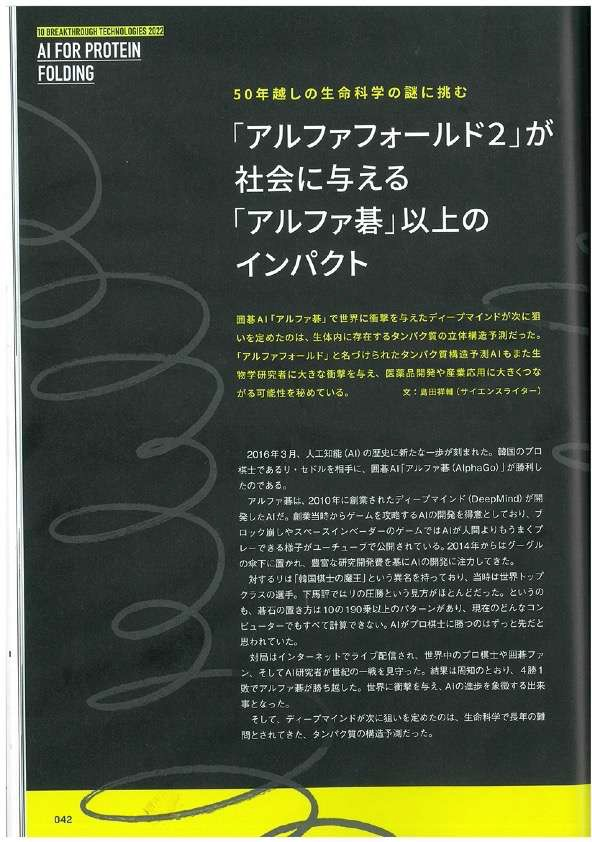 10 BREAKTHROUGH TECHNOLOGIES 2022
AI FOR PROTEIN
FOLDING
50年越しの生命科学の謎に挑む
「アルファフォールド2」が
社会に与える
「アルファ碁」以上の
インパクト
囲碁AI「アルファ碁」で世界に衝撃を与えたディープマインドが次に狙
いを定めたのは、生体内に存在するタンパク質の立体構造予測だった。
「アルファフォールド」と名づけられたタンパク質構造予測AIもまた生
物学研究者に大きな衝撃を与え、医薬品開発や産業応用に大きくつな
がる可能性を秘めている。 文:島田祥輔(サイエンスライター)
2016年3月、人工知能(AI)の歴史に新たな一歩が刻まれた。韓国のプロ
棋士であるリ・セドルを相手に、囲碁AI「アルファ碁(AlphaGo)」が勝利し
たのである。
アルファ碁は、2010年に創業されたディープマインド(DeepMind)が開
発したAIだ。創業当時からゲームを攻略するAIの開発を得意としており、ブ
ロック崩しやスペースインベーダーのゲームではAIが人間よりもうまくプ
レーできる様子がユーチューブで公開されている。2014年からはグーグル
の傘下に置かれ、豊富な研究開発費を基にAIの開発に注力してきた。
対するリは「韓国棋士の魔王」という異名を持っており、当時は世界トップ
クラスの選手。下馬評ではリの圧勝という見方がほとんどだった。というの
も、碁石の置き方は10の190乗以上のパターンがあり、現在のどんなコン
ピューターでもすべて計算できない。AIがプロ棋士に勝つのはずっと先だと
思われていた。
対局はインターネットでライブ配信され、世界中のプロ棋士や囲碁ファ
ン、そしてAI研究者が世紀の一戦を見守った。結果は周知のとおり、4勝1
敗でアルファ碁が勝ち越した。世界に衝撃を与え、AIの進歩を象徴する出来
事となった。
そして、ディープマインドが次に狙いを定めたのは、生命科学で長年の難
問とされてきた、タンパク質の構造予測だった。
042